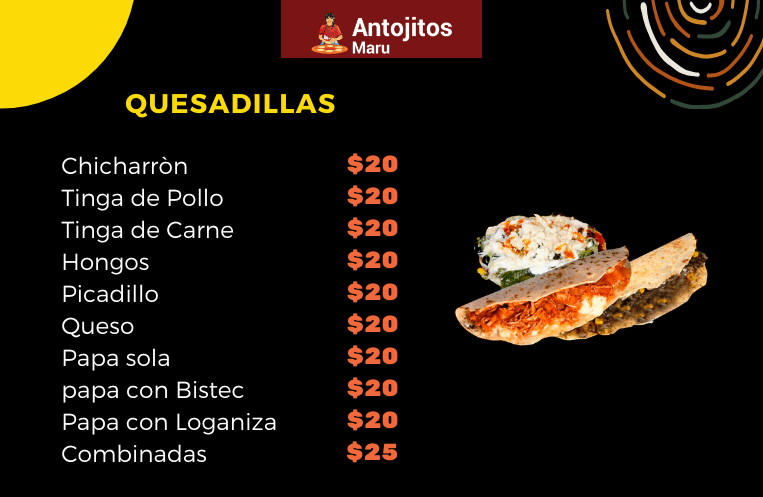 Antojitos
Maru
QUESADILLAS
Chicharròn $20
Tinga de Pollo $20
Tinga de Carne $20
Hongos $20
Picadillo $20
Queso $20
Papa sola $20
papa con Bistec $20
Papa con Loganiza $20
Combinadas $25